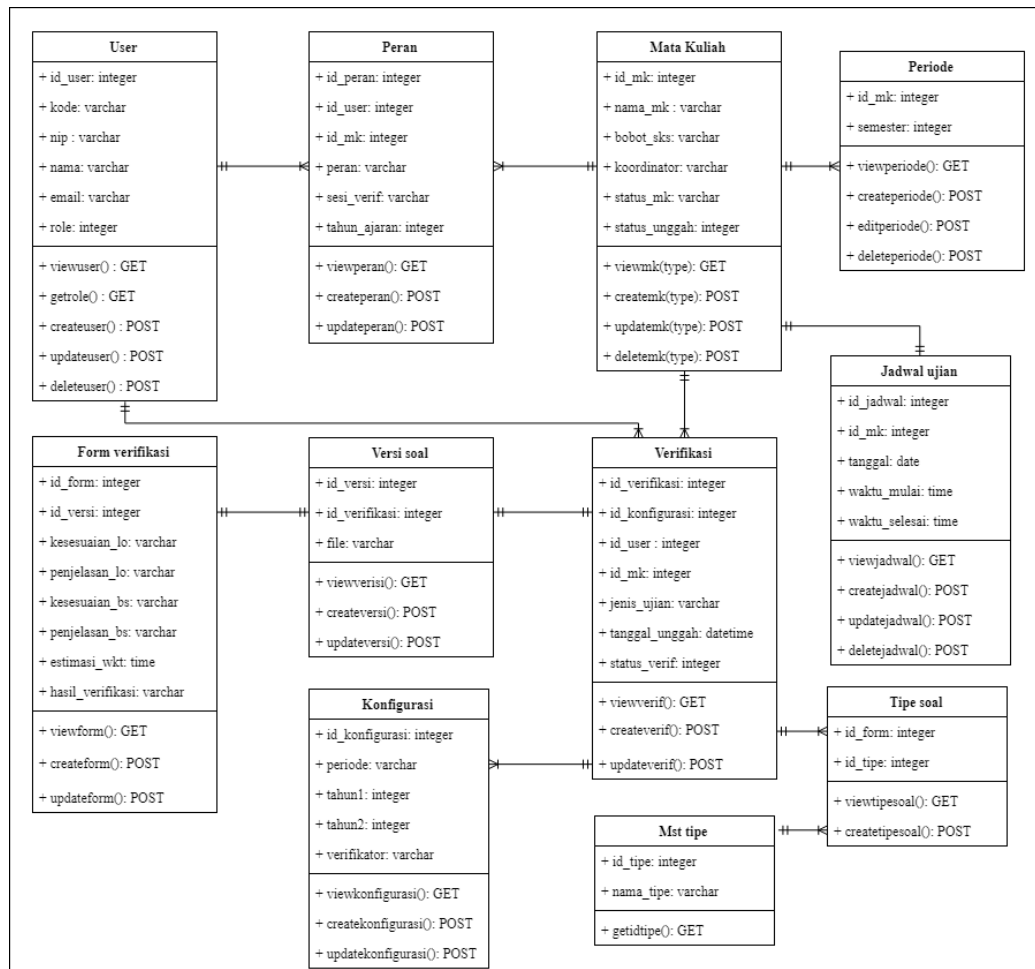 User
+ id_user: integer
+ kode: varchar
+ nip : varchar
+ nama: varchar
+ email: varchar
+ role: integer
+ viewuser() : GET
+ getrole() : GET
+ createuser() : POST
+ updateuser() : POST
+ deleteuser() : POST
Peran
+ id_peran: integer
+ id_user: integer
+ id_mk: integer
+ peran: varchar
+ sesi_verif: varchar
+ tahun_ajaran: integer
+ viewperan(): GET
+ createperan(): POST
+ updateperan(): POST
Mata Kuliah
+ id_mk: integer
+ nama_mk : varchar
+ bobot_sks: varchar
+ koordinator: varchar
+ status_mk: varchar
+ status_unggah: integer
+ viewmk(type): GET
+ createmk(type): POST
+ updatemk(type): POST
+ deletemk(type): POST
Periode
+ id_mk: integer
+ semester: integer
+ viewperiode(): GET
+ createperiode(): POST
+ editperiode(): POST
+ deleteperiode(): POST
Jadwal ujian
+ id_jadwal: integer
+ id_mk: integer
+ tanggal: date
+ waktu_mulai: time
+ waktu_selesai: time
+ viewjadwal(): GET
+ createjadwal(): POST
+ updatejadwal(): POST
+ deletejadwal(): POST
Form verifikasi
+ id_form: integer
+ id_versi: integer
+ kesesuaian_lo: varchar
+ penjelasan_lo: varchar
+ kesesuaian_bs: varchar
+ penjelasan_bs: varchar
+ estimasi_wkt: time
+ hasil_verifikasi: varchar
+ viewform(): GET
+ createform(): POST
+ updateform(): POST
Versi soal
+ id_versi: integer
+ id_verifikasi: integer
+ file: varchar
+ viewverisi(): GET
+ createversi(): POST
+ updateversi(): POST
Verifikasi
+ id_verifikasi: integer
+ id_konfigurasi: integer
+ id_user : integer
+ id_mk: integer
+ jenis_ujian: varchar
+ tanggal_unggah: datetime
+ status_verif: integer
+ viewverif(): GET
+ createverif(): POST
+ updateverif(): POST
Konfigurasi
+ id_konfigurasi: integer
+ periode: varchar
+ tahun1: integer
+ tahun2: integer
+ verifikator: varchar
+ viewkonfigurasi(): GET
+ createkonfigurasi(): POST
+ updatekonfigurasi(): POST
Tipe soal
+ id_form: integer
+ id_tipe: integer
+ viewtipesoal(): GET
+ createtipesoal(): POST
Mst tipe
+ id_tipe: integer
+ nama_tipe: varchar
+ getidtipe(): GET